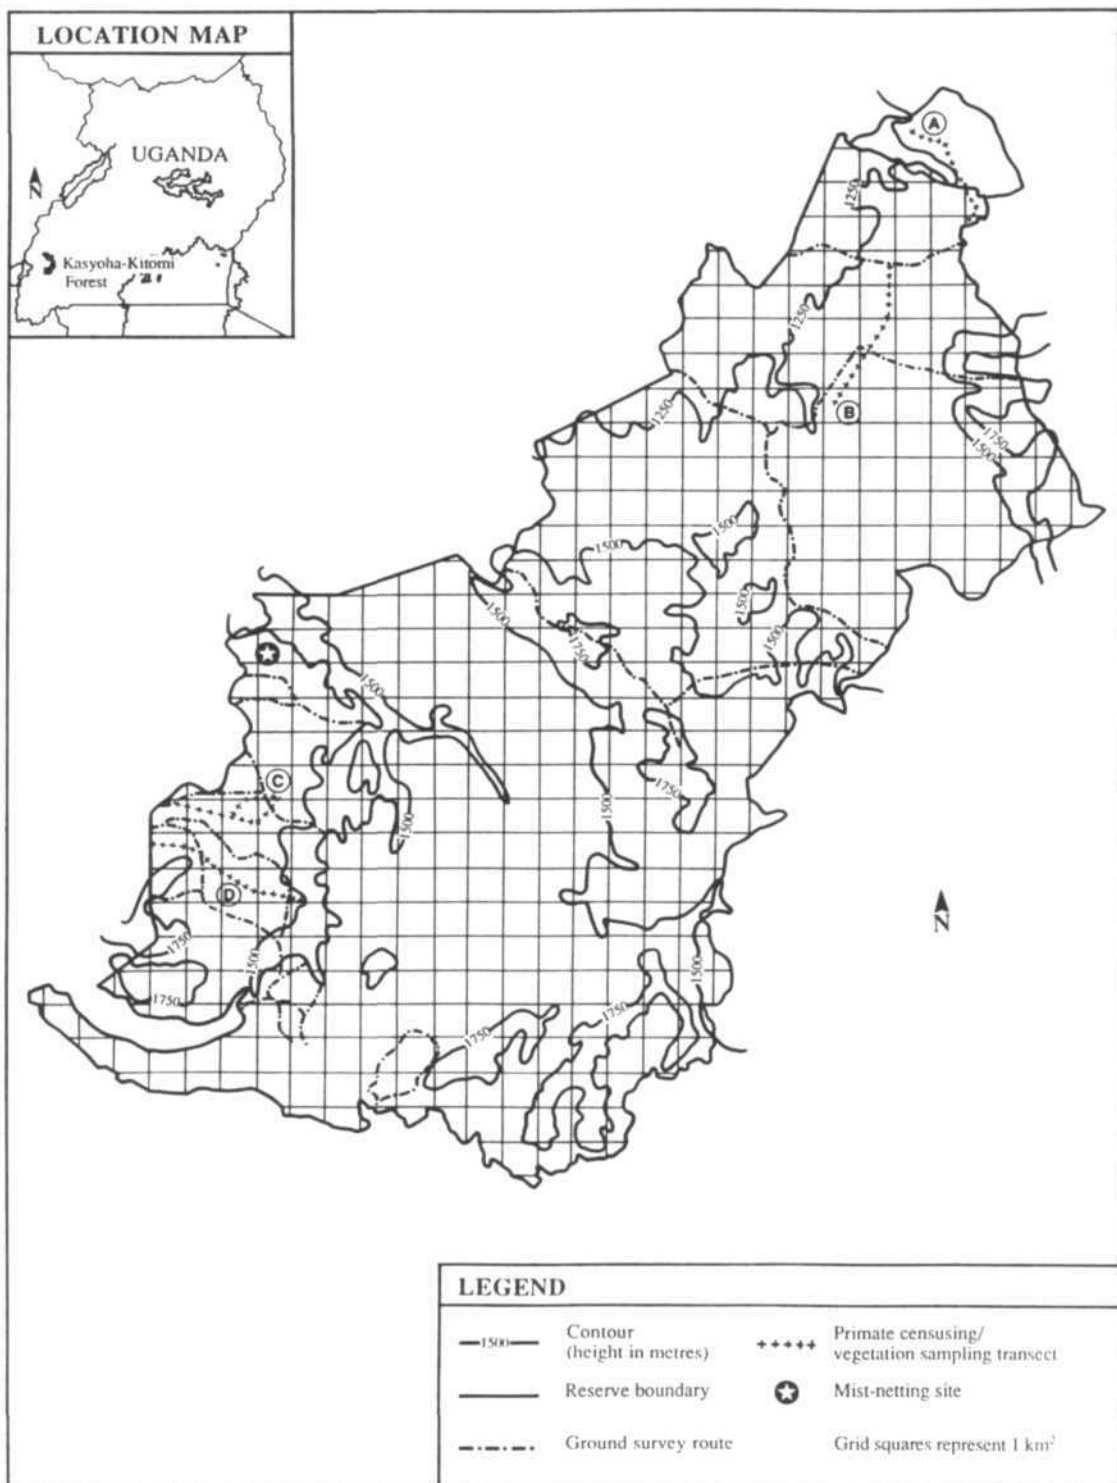 LOCATION MAP
UGANDA
N
Kasyoha-Kitomi
Forest
A
1250
1250
B
1250
1750
1500
1500
1500
1500
1500
1750
1500
1500
C
1750
1500
1500
D
N
1750
1500
1500
1750
1750
1750
LEGEND
1500
Contour
(height in metres)
Primate censusing/
vegetation sampling transect
Reserve boundary
Mist-netting site
Ground survey route
Grid squares represent 1 km²